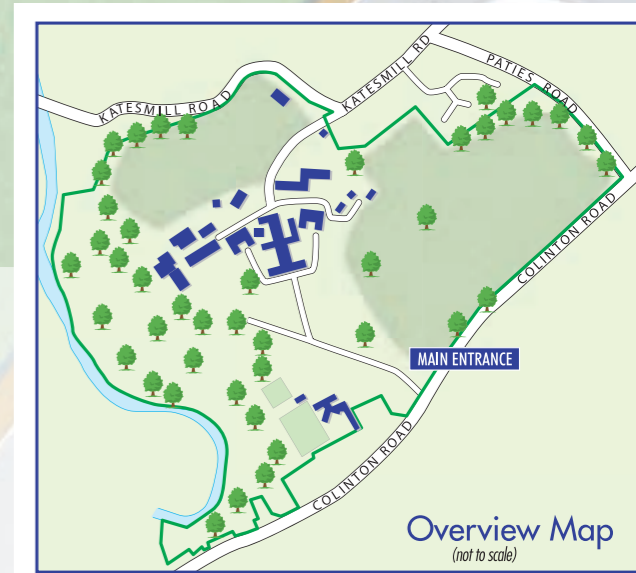 KATESMILL ROAD
KATESMILL RD
PATIES ROAD
COLINTON ROAD
MAIN ENTRANCE
COLINTON ROAD
Overview Map
(not to scale)